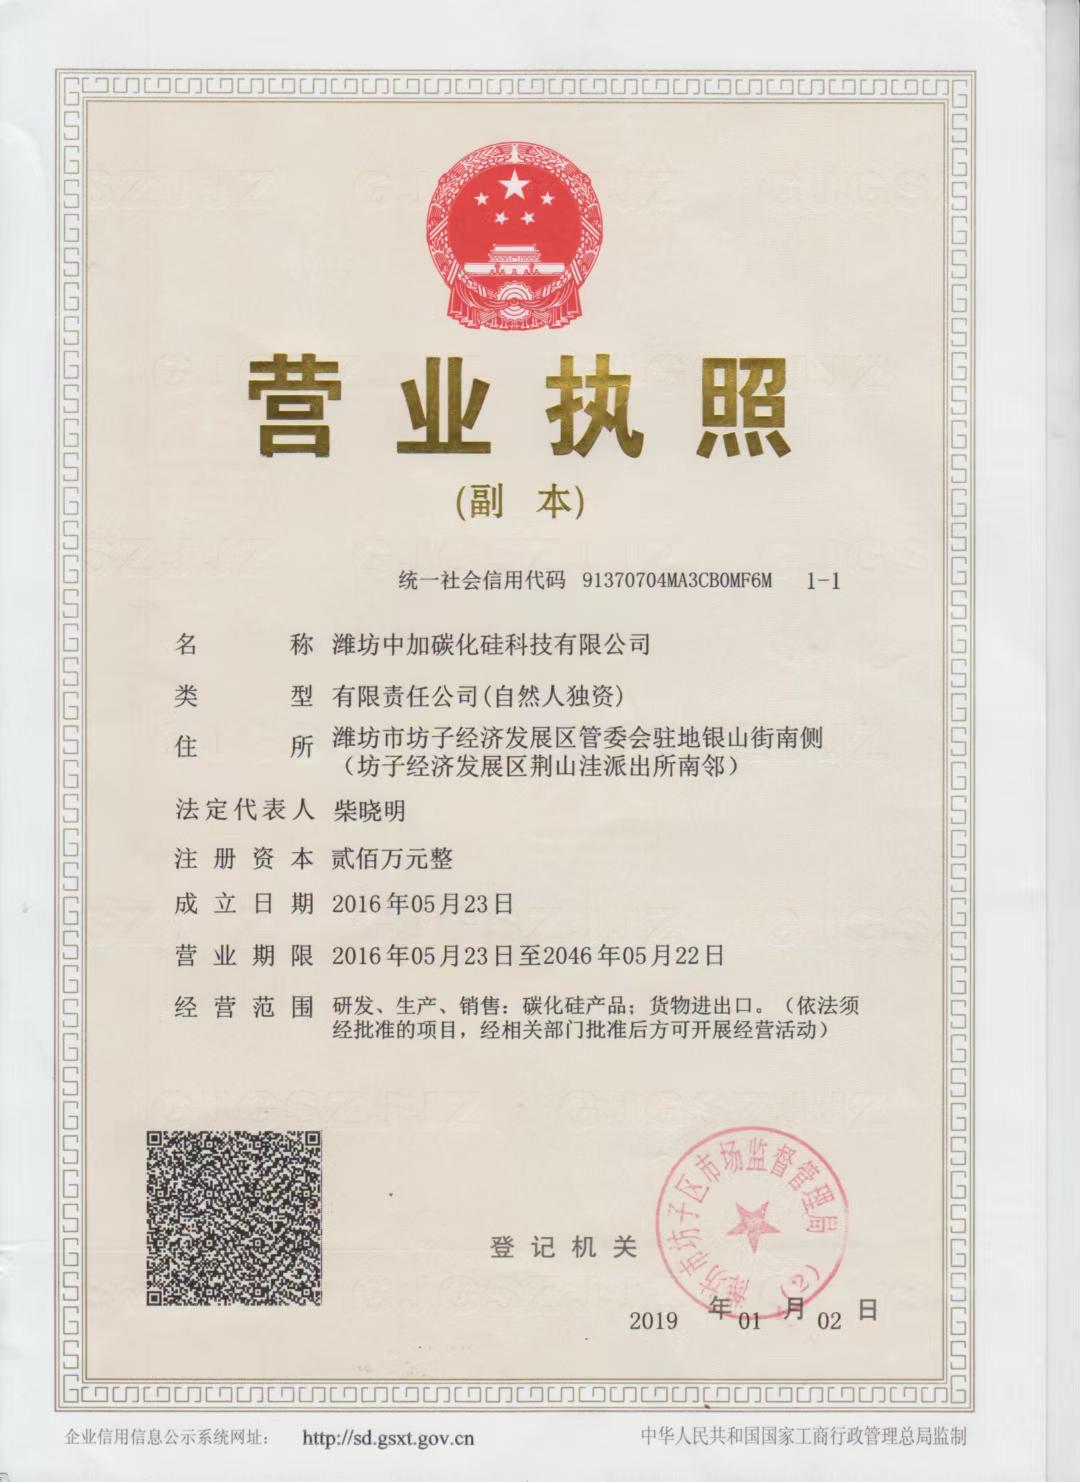 营业执照
(副 本)
统一社会信用代码 91370704MA3CB0MF6M 1-1
名称 潍坊中加碳化硅科技有限公司
类型 有限责任公司(自然人独资)
住所 潍坊市坊子经济发展区管委会驻地银山街南侧
（坊子经济发展区荆山洼派出所南邻）
法定代表人 柴晓明
注册资本 贰佰万元整
成立日期 2016年05月23日
营业期限 2016年05月23日至2046年05月22日
经营范围 研发、生产、销售：碳化硅产品；货物进出口。（依法须
经批准的项目，经相关部门批准后方可开展经营活动）
潍坊市坊子区市场监督管理局
(2)
登记机关
2019 年 01 月 02 日
企业信用信息公示系统网址： http://sd.gsxt.gov.cn
中华人民共和国国家工商行政管理总局监制